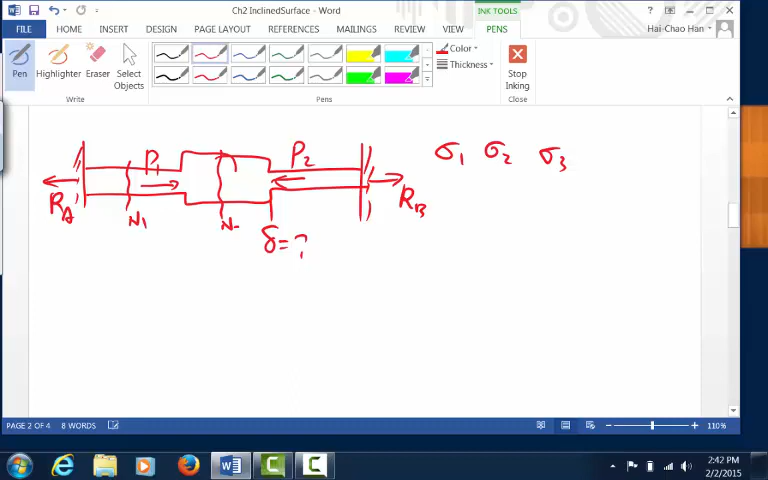 Ch2 InclinedSurface - Word
INK TOOLS
FILE HOME INSERT DESIGN PAGE LAYOUT REFERENCES MAILINGS REVIEW VIEW PENS
Hai-Chao Han
Pen
Highlighter
Eraser
Select Objects
Color
Thickness
Stop Inking
Write
Pens
Close
P1 P2 σ1 σ2 σ3
RA RB
N1
δ=?
PAGE 2 OF 4 8 WORDS 110%
2:42 PM
2/2/2015